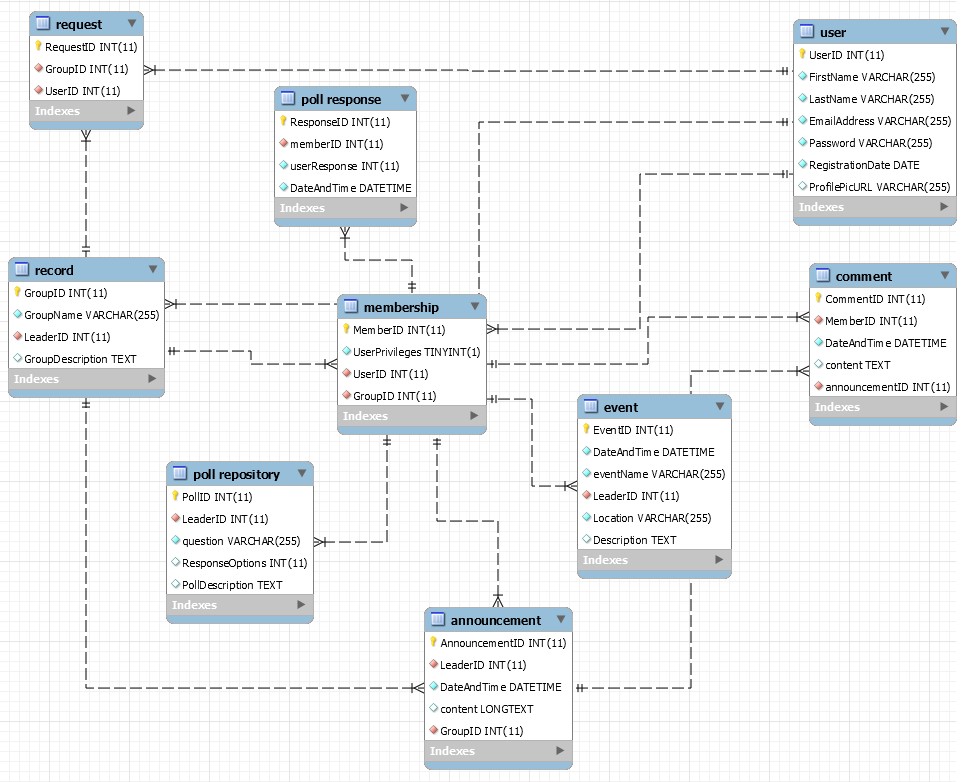 request
RequestID INT(11)
GroupID INT(11)
UserID INT(11)
Indexes
user
UserID INT(11)
FirstName VARCHAR(255)
LastName VARCHAR(255)
EmailAddress VARCHAR(255)
Password VARCHAR(255)
RegistrationDate DATE
ProfilePicURL VARCHAR(255)
Indexes
poll response
ResponseID INT(11)
memberID INT(11)
userResponse INT(11)
DateAndTime DATETIME
Indexes
record
GroupID INT(11)
GroupName VARCHAR(255)
LeaderID INT(11)
GroupDescription TEXT
Indexes
membership
MemberID INT(11)
UserPrivileges TINYINT(1)
UserID INT(11)
GroupID INT(11)
Indexes
comment
CommentID INT(11)
MemberID INT(11)
DateAndTime DATETIME
content TEXT
announcementID INT(11)
Indexes
event
EventID INT(11)
DateAndTime DATETIME
eventName VARCHAR(255)
LeaderID INT(11)
Location VARCHAR(255)
Description TEXT
Indexes
poll repository
PollID INT(11)
LeaderID INT(11)
question VARCHAR(255)
ResponseOptions INT(11)
PollDescription TEXT
Indexes
announcement
AnnouncementID INT(11)
LeaderID INT(11)
DateAndTime DATETIME
content LONGTEXT
GroupID INT(11)
Indexes